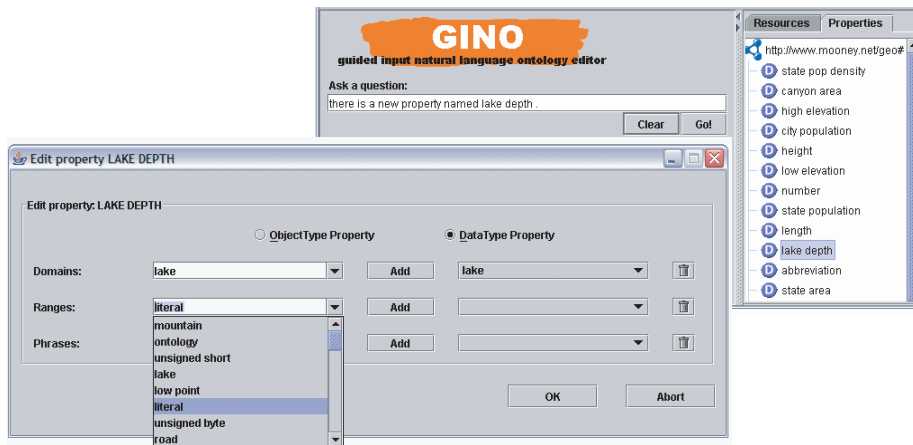 GINO
guided input natural language ontology editor
Ask a question:
there is a new property named lake depth .
Clear Go!
Resources Properties
http://www.mooney.net/geo#
D state pop density
D canyon area
D high elevation
D city population
D height
D low elevation
D number
D state population
D length
D lake depth
D abbreviation
D state area
Edit property LAKE DEPTH
Edit property: LAKE DEPTH
ObjectType Property DataType Property
Domains: lake Add lake
Ranges: literal Add
Phrases: Add
mountain
ontology
unsigned short
lake
low point
literal
unsigned byte
road
OK Abort